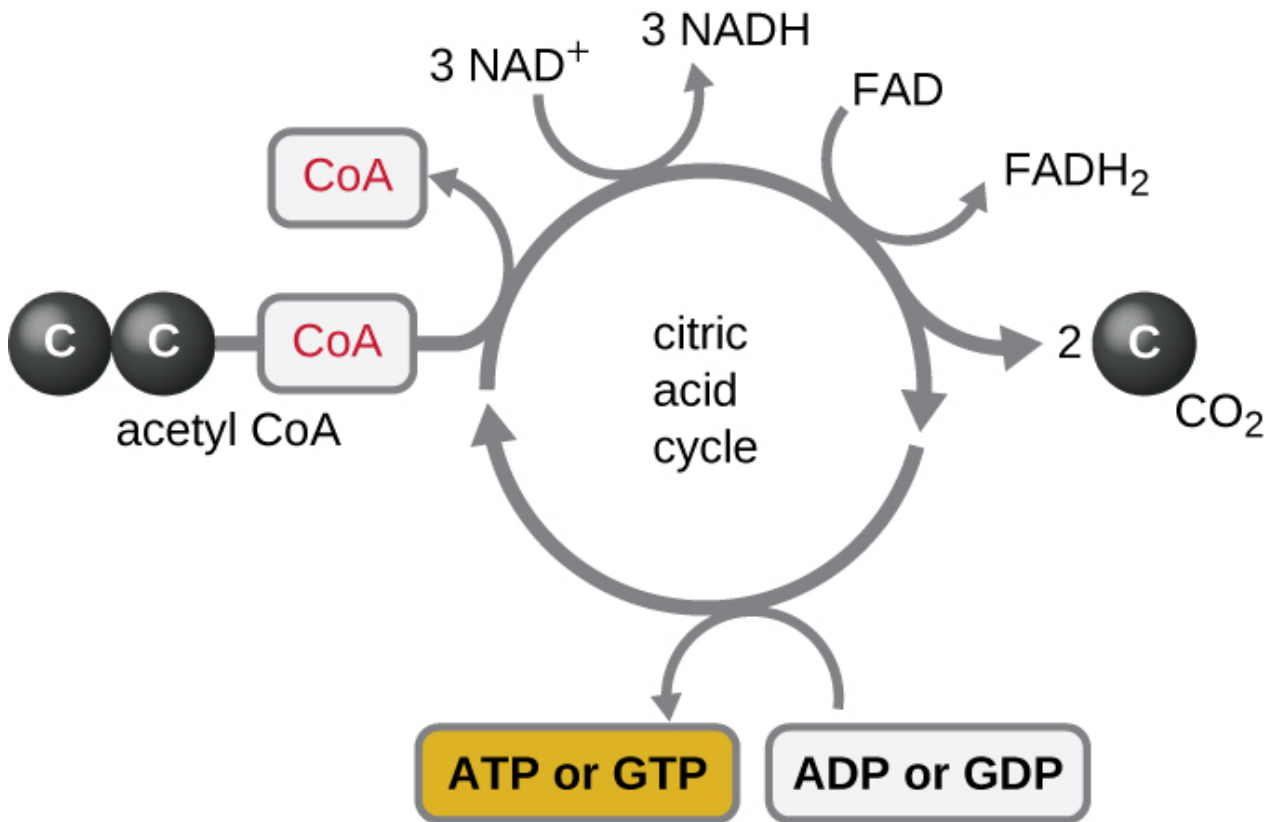 3 NAD⁺
3 NADH
FAD
FADH₂
CoA
C C
CoA
acetyl CoA
citric
acid
cycle
2 C
CO₂
ATP or GTP
ADP or GDP